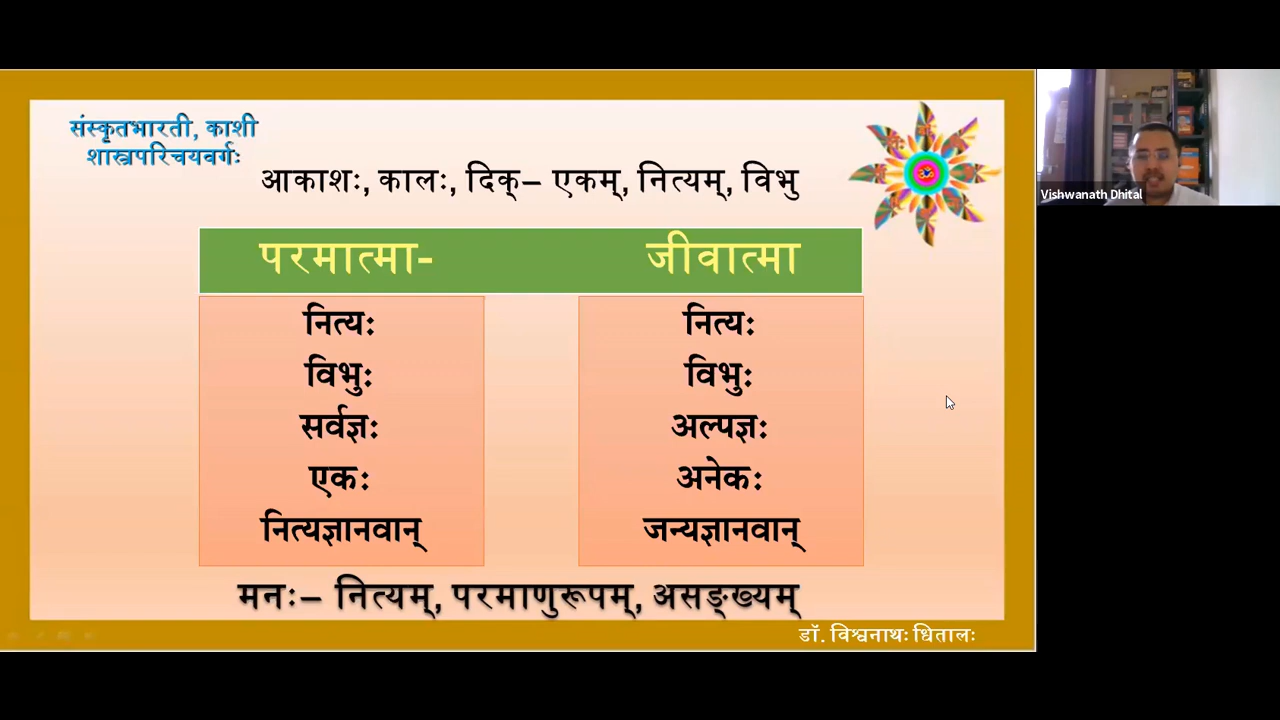 संस्कृतभारती, काशी
शास्त्रपरिचयवर्गः
आकाशः, कालः, दिक्– एकम्, नित्यम्, विभु
परमात्मा- जीवात्मा
नित्यः नित्यः
विभुः विभुः
सर्वज्ञः अल्पज्ञः
एकः अनेकः
नित्यज्ञानवान् जन्यज्ञानवान्
मनः– नित्यम्, परमाणुरूपम्, असङ्ख्यम्
डॉ. विश्वनाथः धितालः
Vishwanath Dhital